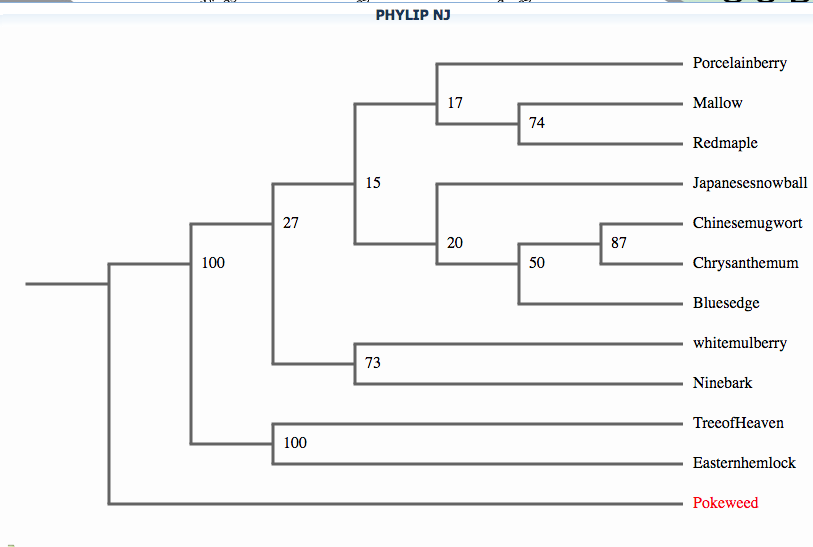 PHYLIP NJ
Porcelainberry
17
Mallow
74
Redmaple
15
Japanesesnowball
27
Chinesemugwort
20
87
100
50
Chrysanthemum
Bluesedge
whitemulberry
73
Ninebark
TreeofHeaven
100
Easternhemlock
Pokeweed